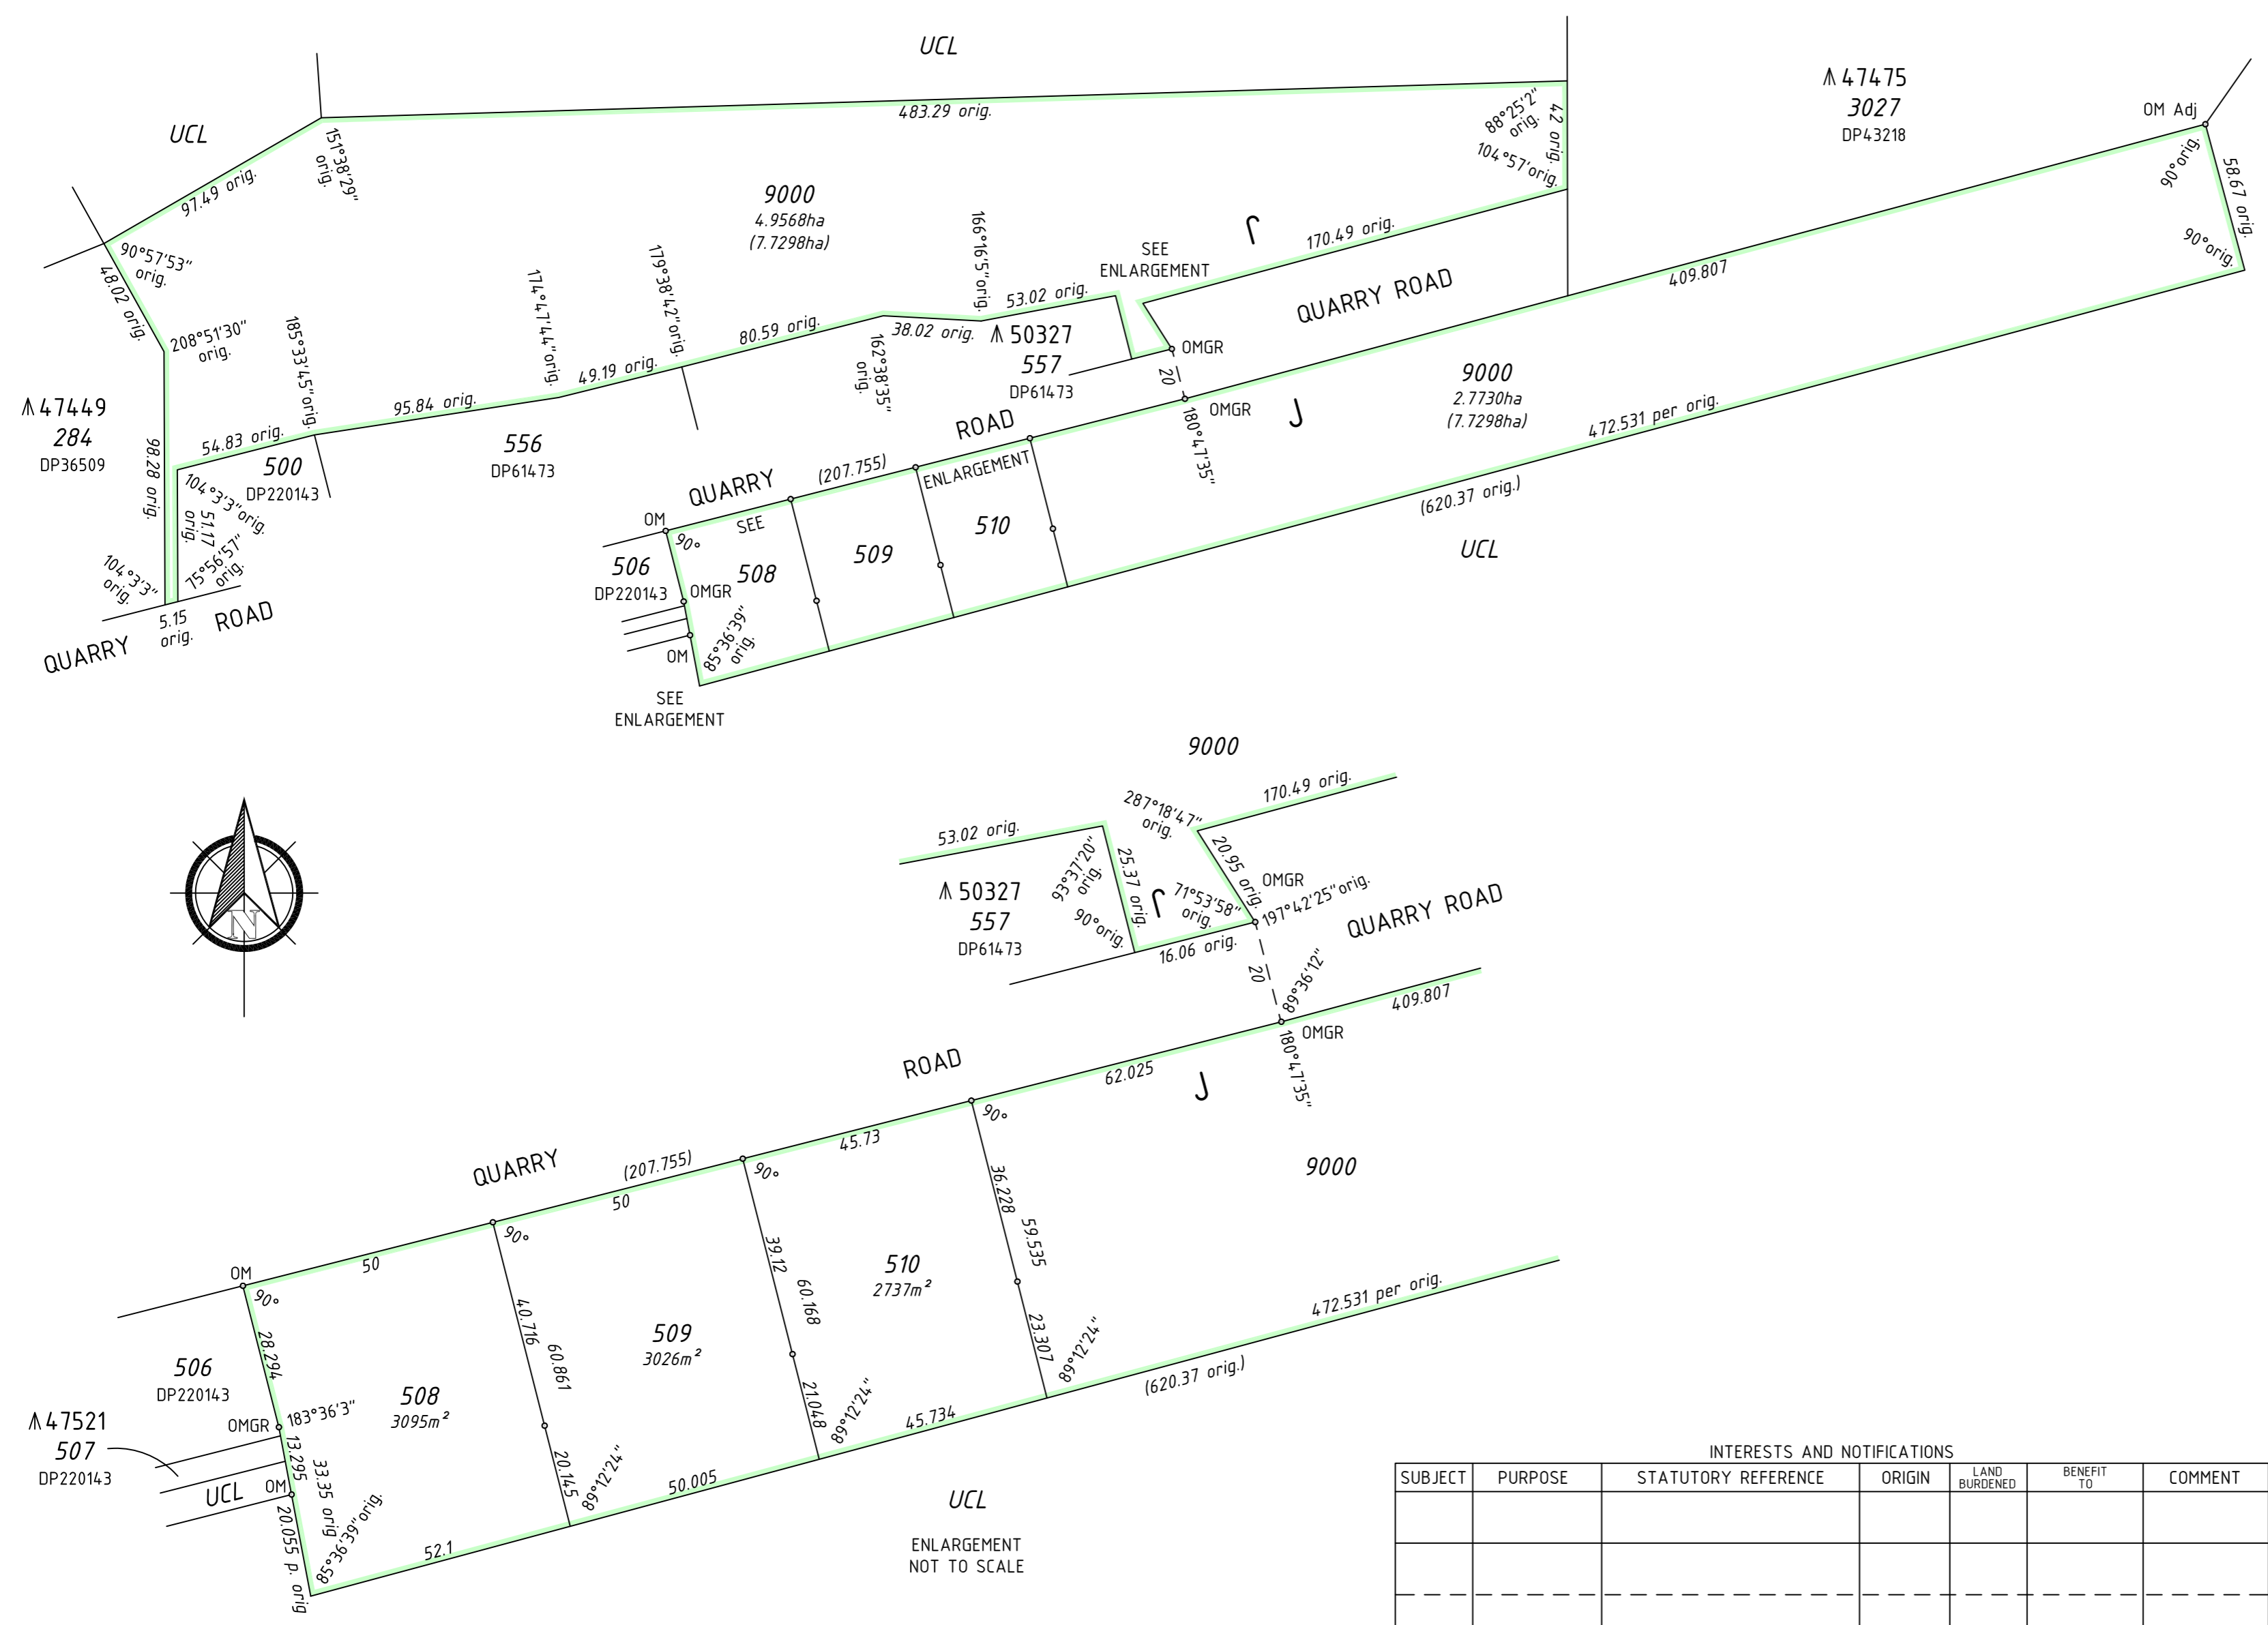 UCL
483.29 orig.
UCL
151°38'29"
orig.
97.49 orig.
88°25'2"
orig.
42 orig.
104°57'orig.
47475
3027
DP43218
OM Adj
90°orig.
58.67 orig.
90°orig.
9000
4.9568ha
(7.7298ha)
170.49 orig.
SEE
ENLARGEMENT
QUARRY ROAD
409.807
90°57'53"
orig.
48.02 orig.
208°51'30"
orig.
185°33'45"orig.
174°47'44"orig.
179°38'42"orig.
166°16'5"orig.
53.02 orig.
80.59 orig.
38.02 orig.
162°38'35"
orig.
49.19 orig.
95.84 orig.
54.83 orig.
50327
557
DP61473
OMGR
20
OMGR
180°47'35"
9000
2.7730ha
(7.7298ha)
472.531 per orig.
(620.37 orig.)
UCL
47449
284
DP36509
98.28 orig.
500
DP220143
556
DP61473
104°3'3"orig.
51.17
orig.
75°56'57"
orig.
104°3'3"
orig.
5.15
orig.
QUARRY
ROAD
QUARRY
ROAD
(207.755)
SEE
ENLARGEMENT
OM
90°
506
DP220143
OMGR
508
509
510
85°36'39"
orig.
OM
SEE
ENLARGEMENT
N
9000
170.49 orig.
287°18'47"
orig.
53.02 orig.
93°37'20"
orig.
25.37 orig.
20.95 orig.
50327
557
DP61473
90°orig.
71°53'58"
orig.
OMGR
197°42'25"orig.
16.06 orig.
20
89°36'12"
QUARRY ROAD
409.807
OMGR
180°47'35"
ROAD
62.025
9000
QUARRY
(207.755)
45.73
50
50
90°
90°
90°
OM
90°
28.294
506
DP220143
OMGR
183°36'3"
508
3095m²
40.716
60.861
20.145
509
3026m²
39.12
60.168
21.048
510
2737m²
36.228
59.535
23.307
89°12'24"
89°12'24"
89°12'24"
47521
507
DP220143
UCL
13.295
33.35 orig
OM
20.055 p. orig
85°36'39"orig.
52.1
50.005
45.734
472.531 per orig.
(620.37 orig.)
UCL
ENLARGEMENT
NOT TO SCALE
INTERESTS AND NOTIFICATIONS
SUBJECT PURPOSE STATUTORY REFERENCE ORIGIN LAND BURDENED BENEFIT TO COMMENT